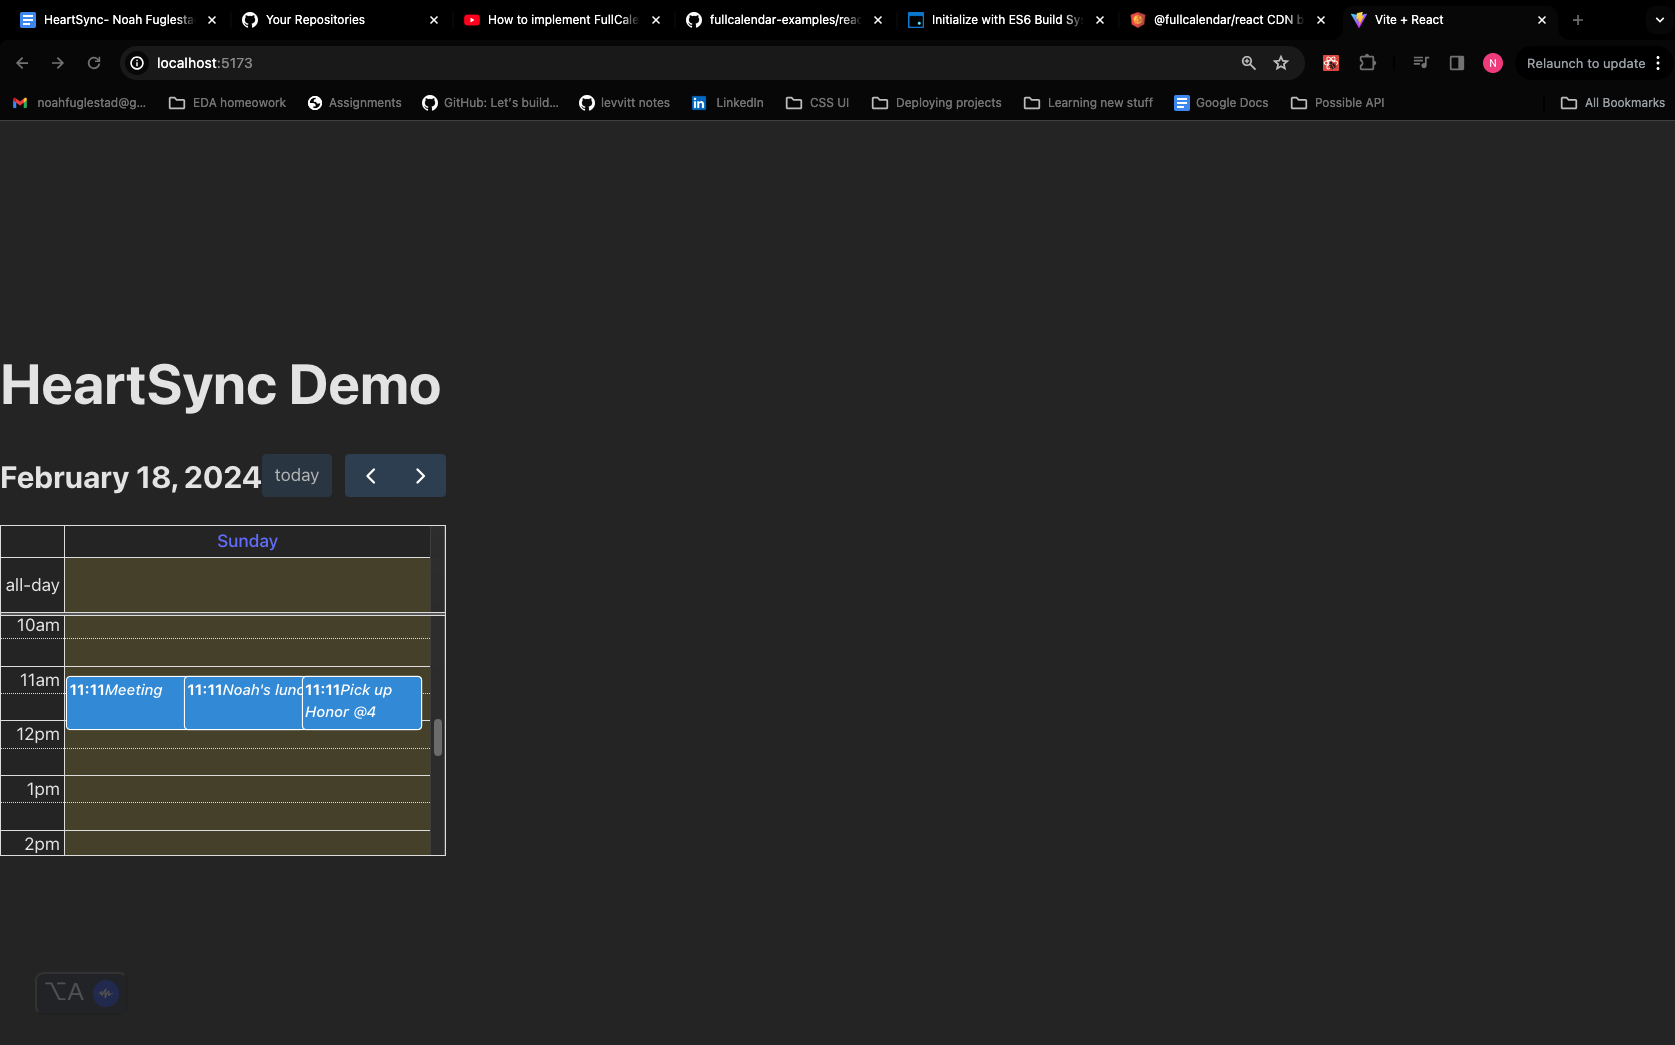 HeartSync- Noah Fuglesta
Your Repositories
How to implement FullCale
fullcalendar-examples/reac
Initialize with ES6 Build Sy
@fullcalendar/react CDN b
Vite + React
localhost:5173
N
Relaunch to update
noahfuglestad@g...
EDA homeowork
Assignments
GitHub: Let's build...
levvitt notes
LinkedIn
CSS UI
Deploying projects
Learning new stuff
Google Docs
Possible API
All Bookmarks
HeartSync Demo
February 18, 2024
today
Sunday
all-day
10am
11am
11:11Meeting
11:11Noah's lunc
11:11Pick up
Honor @4
12pm
1pm
2pm
⌥A